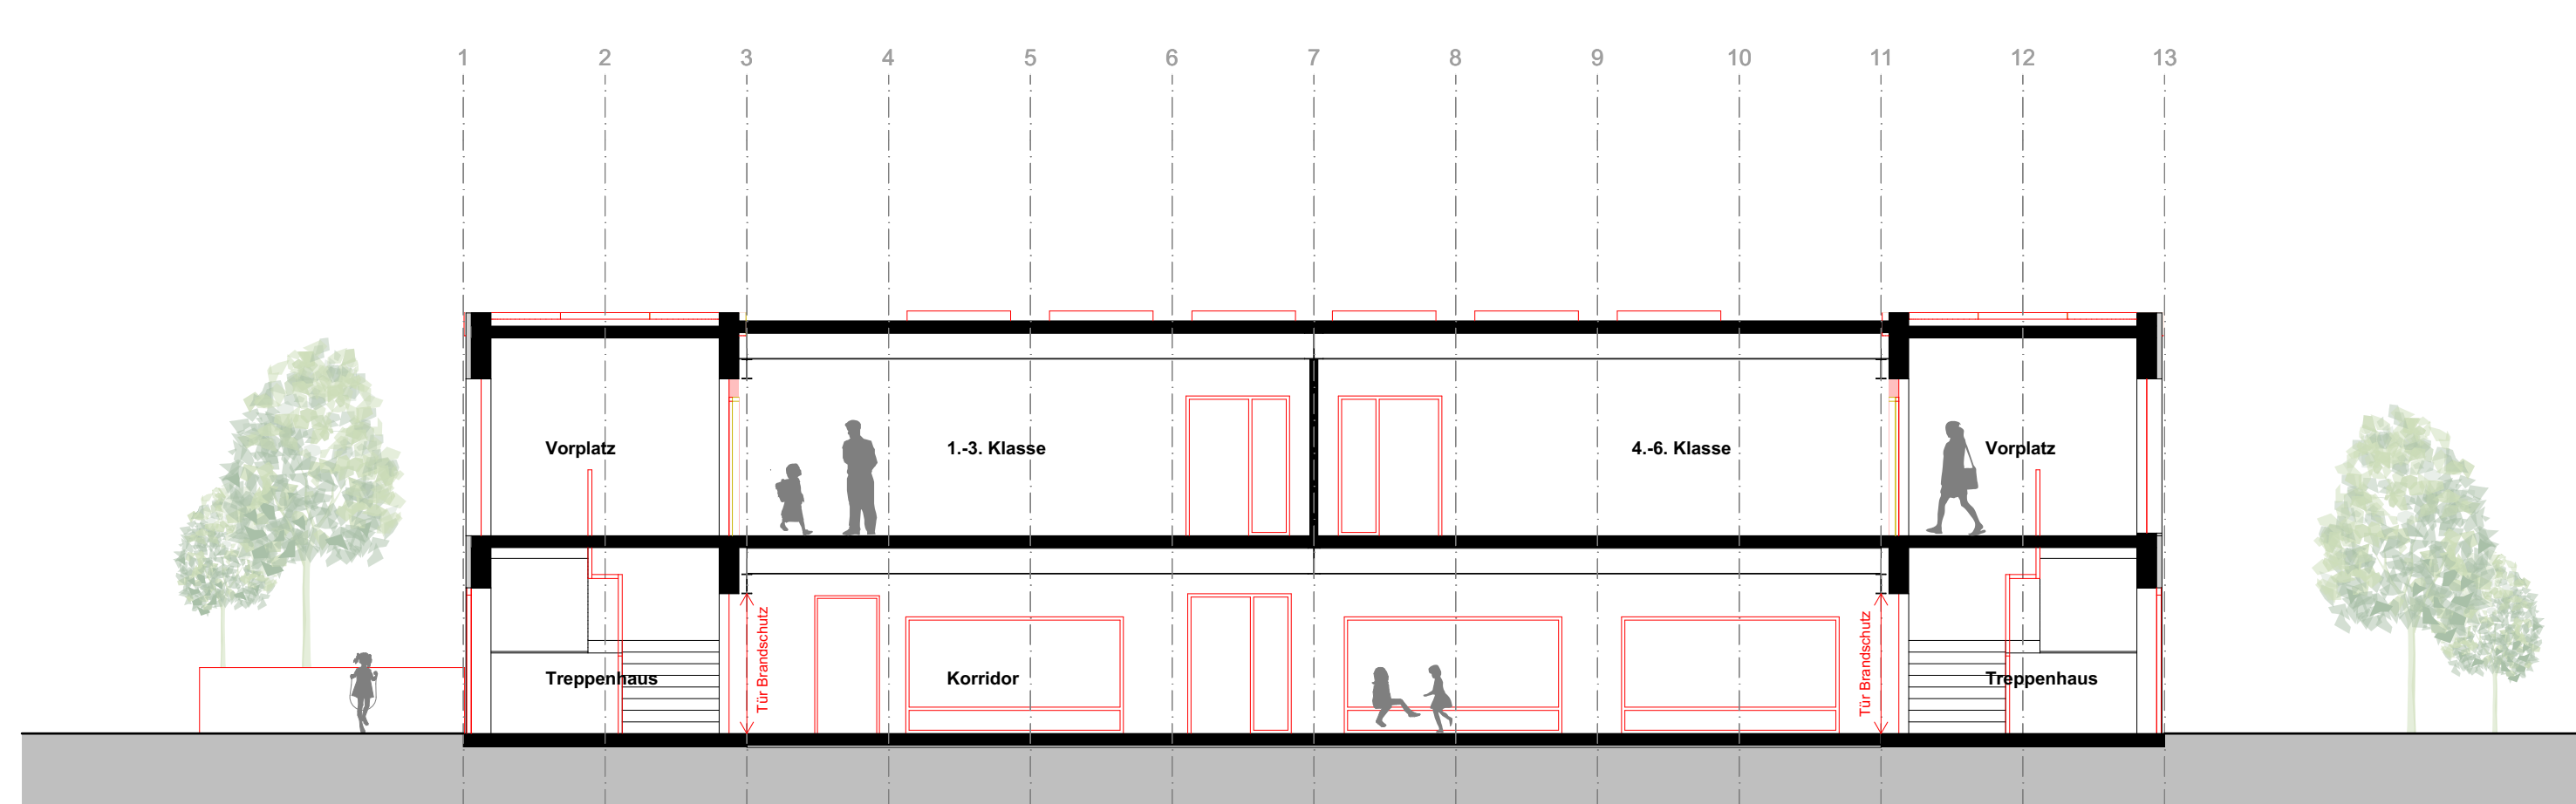 1 2 3 4 5 6 7 8 9 10 11 12 13
Vorplatz 1.-3. Klasse 4.-6. Klasse Vorplatz
Tür Brandschutz Tür Brandschutz
Treppenhaus Korridor Treppenhaus